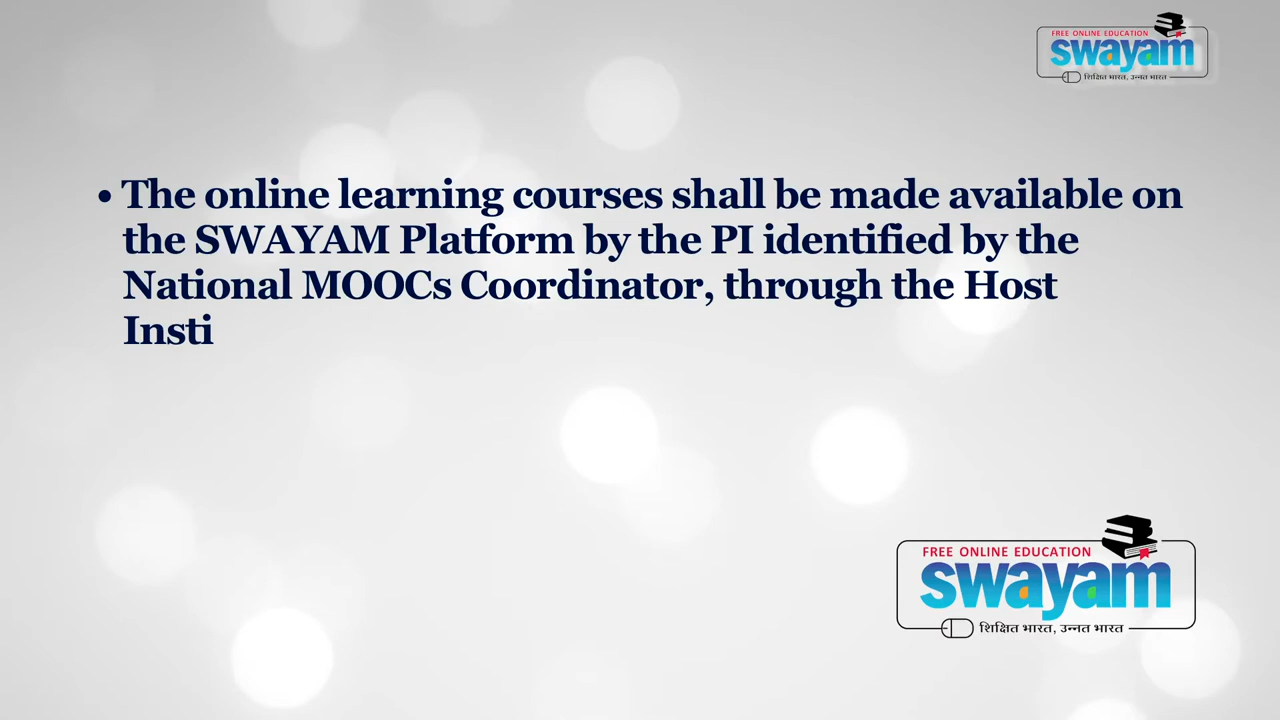 FREE ONLINE EDUCATION
swayam
शिक्षित भारत, उन्नत भारत
• The online learning courses shall be made available on
the SWAYAM Platform by the PI identified by the
National MOOCs Coordinator, through the Host
Insti
FREE ONLINE EDUCATION
swayam
शिक्षित भारत, उन्नत भारत